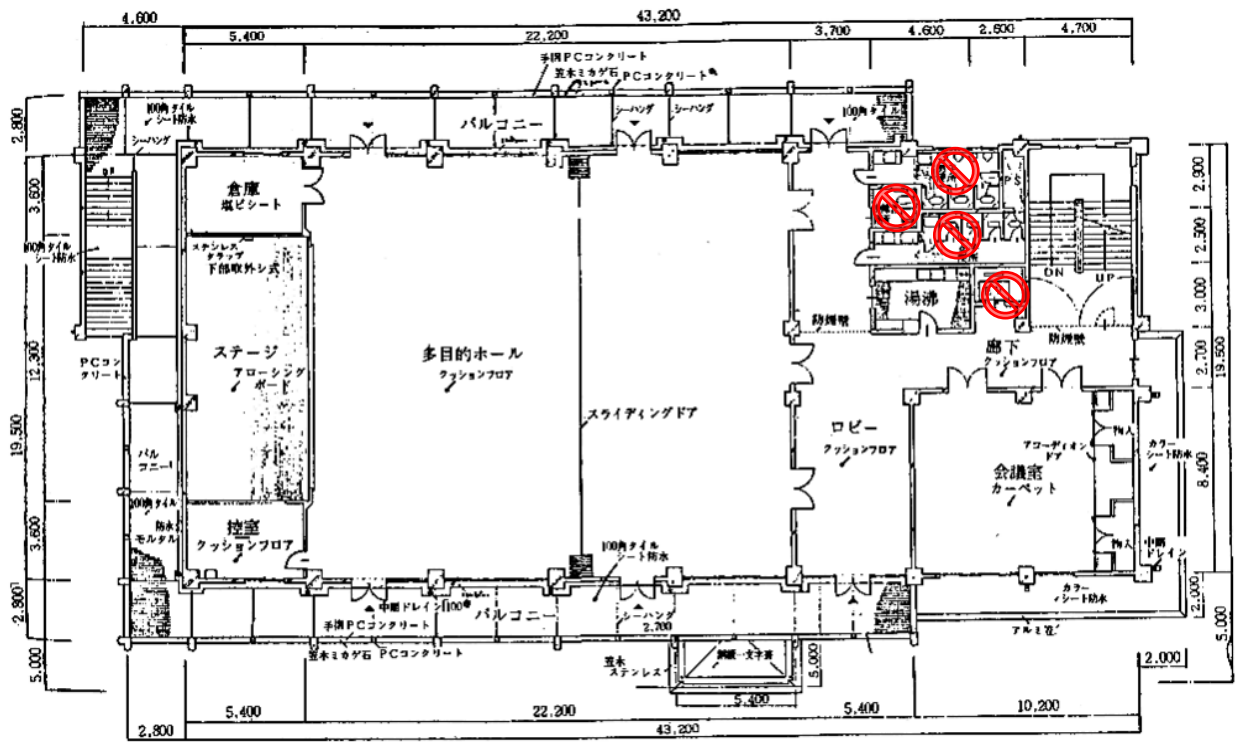 4,600
43,200
5,400
22,200
3,700
4,600
2,600
4,700
手摺PCコンクリート
笠木ミカゲ石
PCコンクリート
100角タイル
シート防水
シーハング
バルコニー
シーハング
シーハング
100角タイル
2,800
3,600
12,300
19,500
3,600
2,800
5,000
倉庫
塩ビシート
PS
2,900
2,500
3,000
2,700
19,600
8,400
100角タイル
シート防水
ステンレス
タラップ
下部取外シ式
DN
UP
湯沸
防煙壁
防煙壁
PCコン
クリート
ステージ
フローリング
ボード
多目的ホール
クッションフロア
廊下
クッションフロア
スライディングドア
ロビー
クッションフロア
アコーディオン
ドア
物入
カラー
シート防水
会議室
カーペット
バル
コニー
100角タイル
防水
モルタル
控室
クッションフロア
100角タイル
シート防水
物入
中継
ドレイン
カラー
シート防水
2,000
中継ドレイン100
バルコニー
シーハング
2,700
手摺PCコンクリート
笠木ミカゲ石
PCコンクリート
笠木
ステンレス
5,000
5,400
2,000
5,000
5,400
22,200
5,400
10,200
2,800
43,200